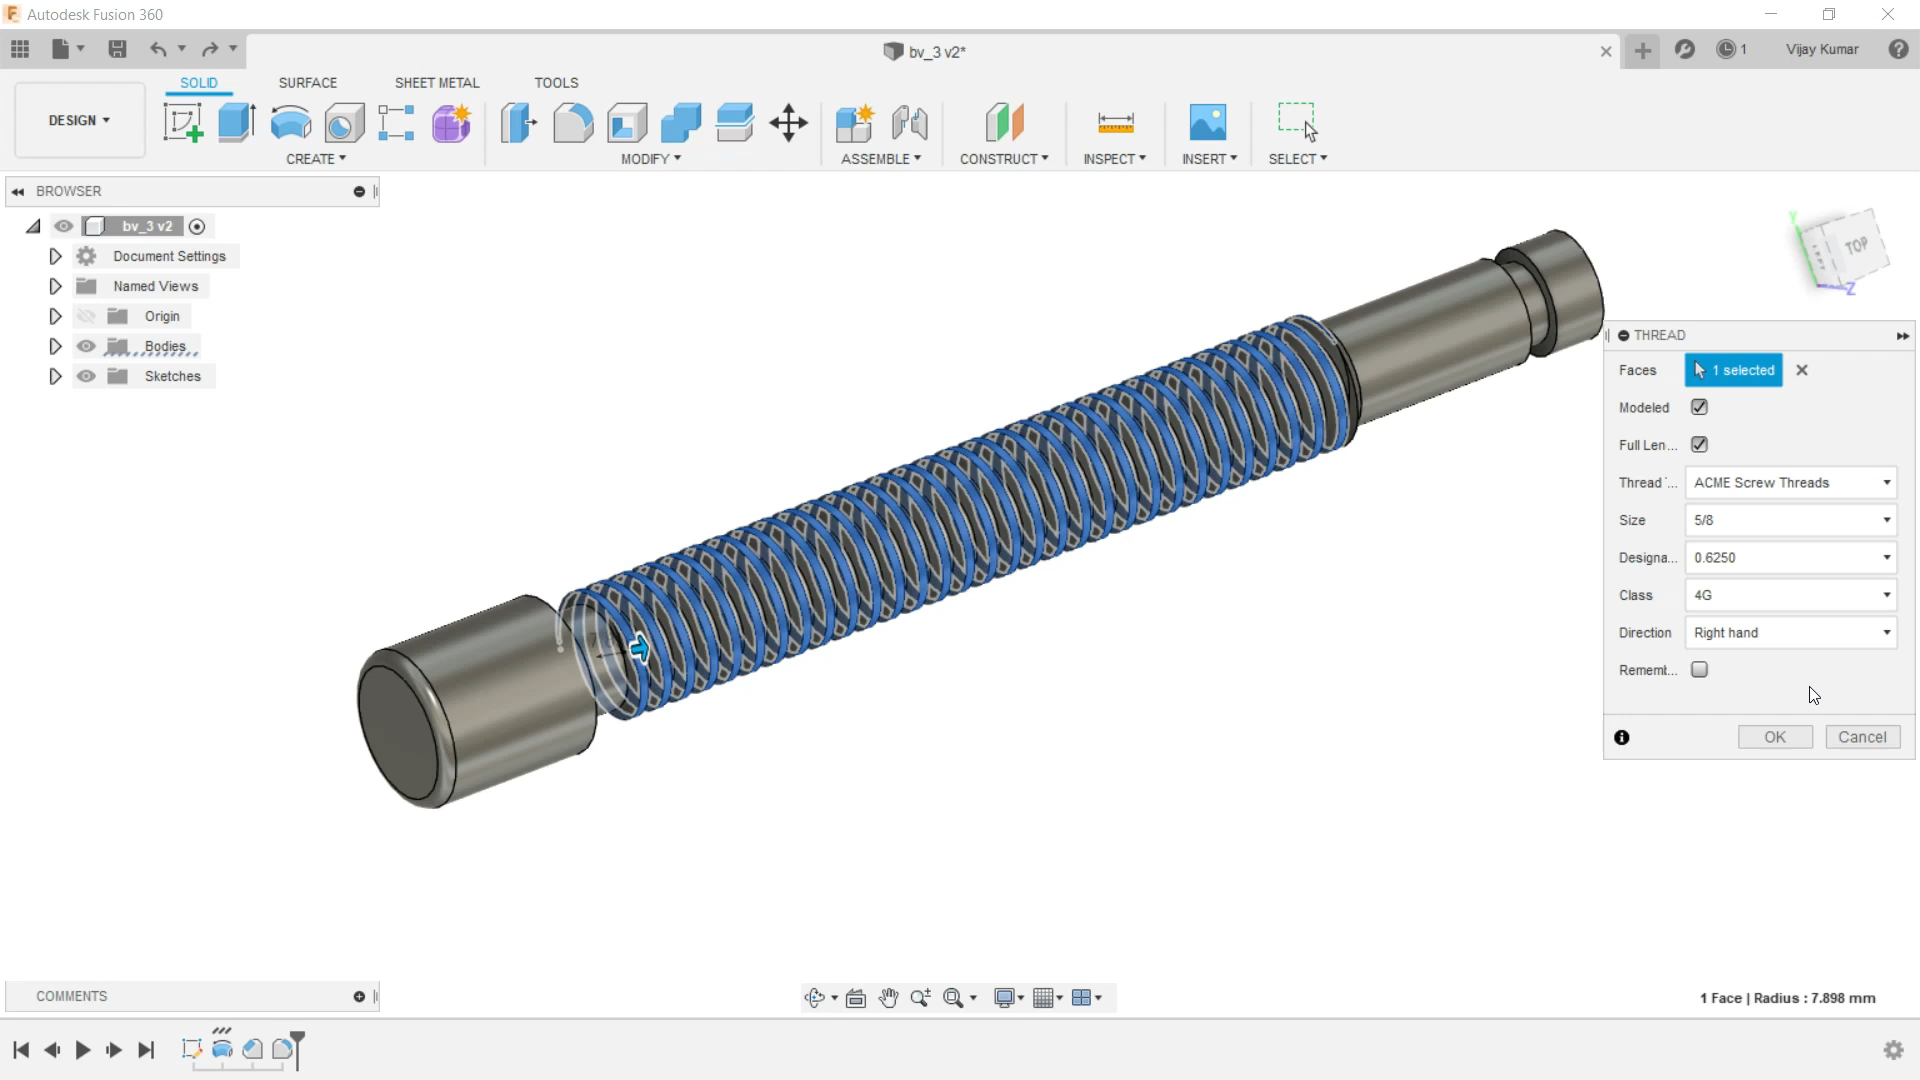 Autodesk Fusion 360
bv_3 v2*
1
Vijay Kumar
DESIGN
SOLID
SURFACE
SHEET METAL
TOOLS
CREATE
MODIFY
ASSEMBLE
CONSTRUCT
INSPECT
INSERT
SELECT
BROWSER
bv_3 v2
Document Settings
Named Views
Origin
Bodies
Sketches
Y
LEFT
TOP
Z
THREAD
Faces 1 selected
Modeled
Full Len...
Thread '... ACME Screw Threads
Size 5/8
Designa... 0.6250
Class 4G
Direction Right hand
Rememt...
OK Cancel
COMMENTS
1 Face | Radius : 7.898 mm